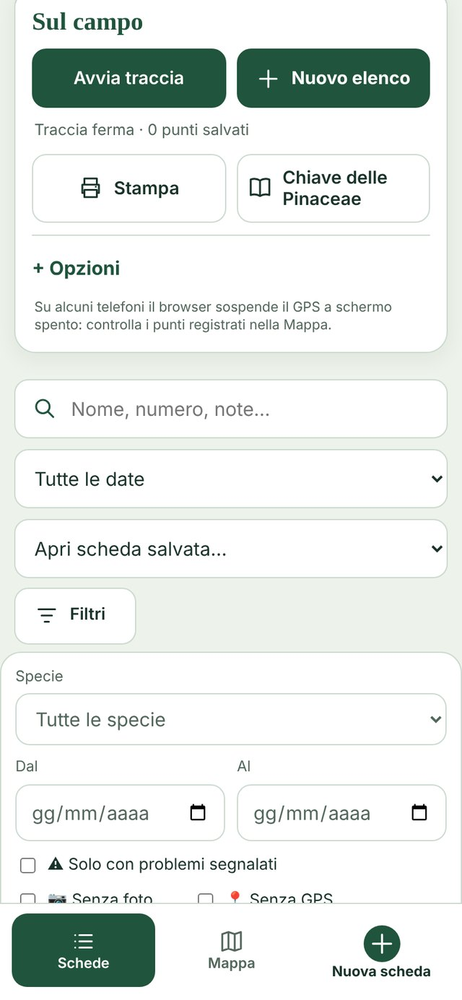 Sul campo
Avvia traccia
Nuovo elenco
Traccia ferma · 0 punti salvati
Stampa
Chiave delle
Pinaceae
+ Opzioni
Su alcuni telefoni il browser sospende il GPS a schermo
spento: controlla i punti registrati nella Mappa.
Nome, numero, note...
Tutte le date
Apri scheda salvata...
Filtri
Specie
Tutte le specie
Dal
Al
gg/mm/aaaa
gg/mm/aaaa
Solo con problemi segnalati
Senza foto
Senza GPS
Schede
Mappa
Nuova scheda